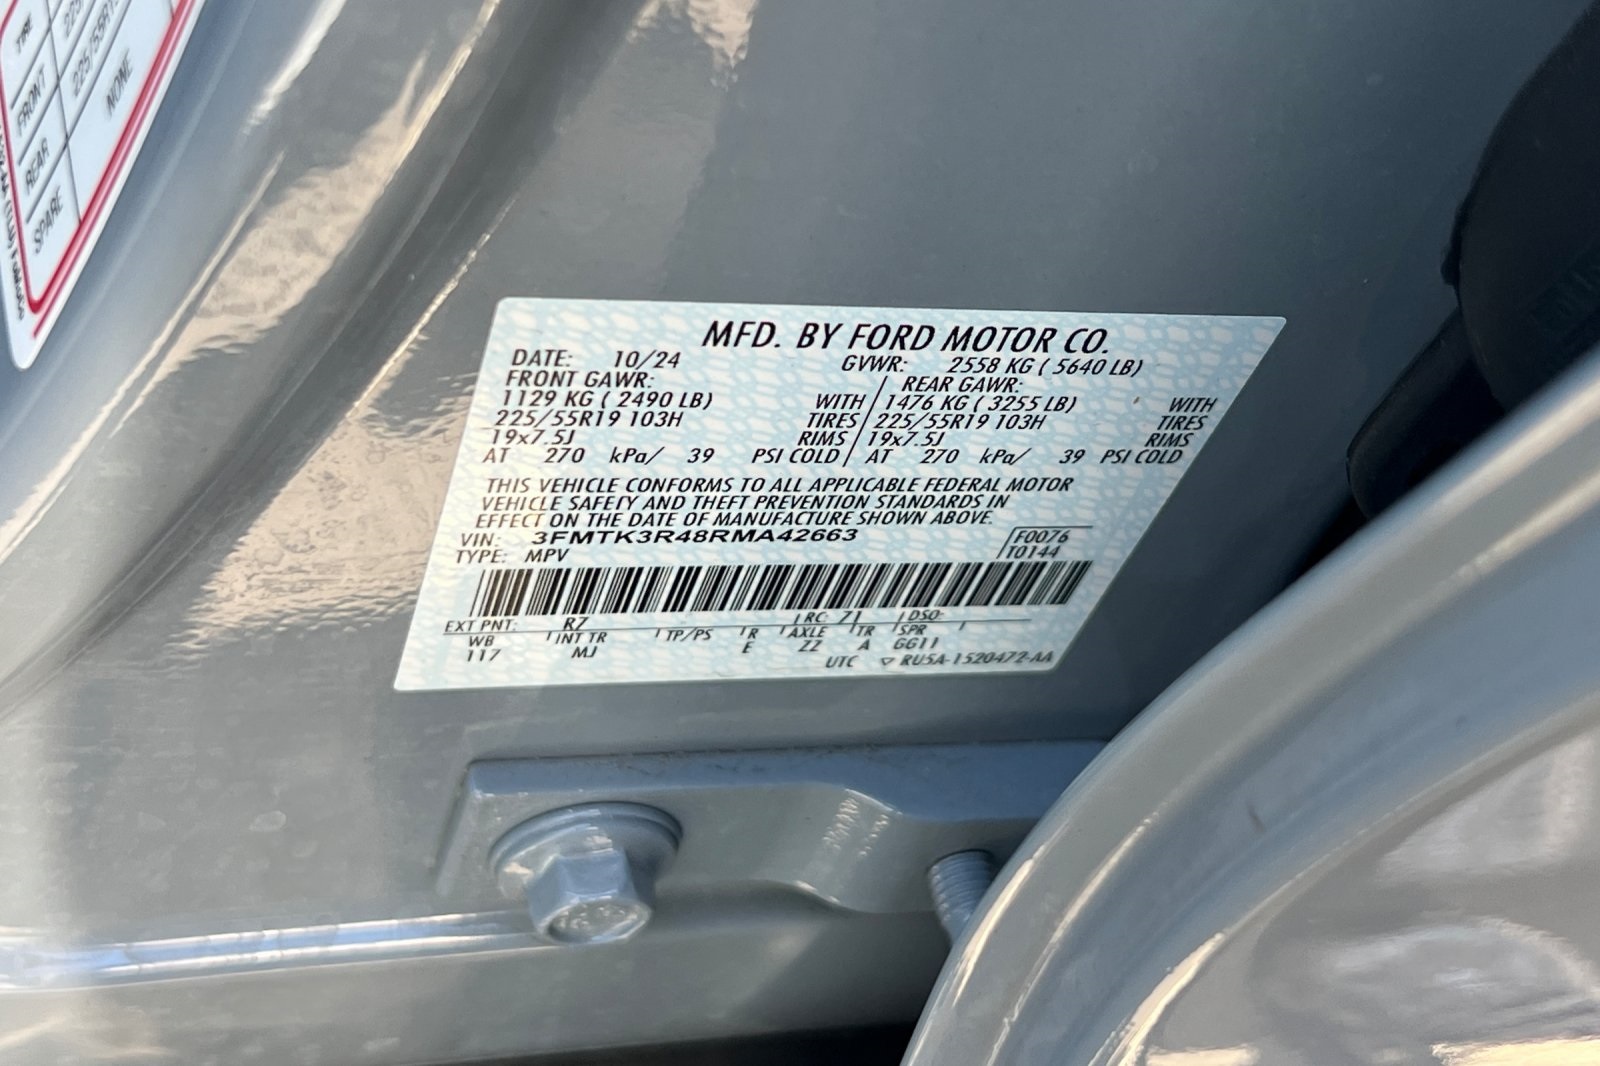 TIRE
FRONT 225/55R19
REAR
SPARE NONE
MFD. BY FORD MOTOR CO.
DATE: 10/24 GVWR: 2558 KG ( 5640 LB)
FRONT GAWR: REAR GAWR:
1129 KG ( 2490 LB) WITH / 1476 KG ( 3255 LB) WITH
225/55R19 103H TIRES 225/55R19 103H TIRES
19x7.5J RIMS 19x7.5J RIMS
AT 270 kPa/ 39 PSI COLD / AT 270 kPa/ 39 PSI COLD
THIS VEHICLE CONFORMS TO ALL APPLICABLE FEDERAL MOTOR
VEHICLE SAFETY AND THEFT PREVENTION STANDARDS IN
EFFECT ON THE DATE OF MANUFACTURE SHOWN ABOVE.
VIN: 3FMTK3R48RMA42663 F0076
TYPE: MPV T0144
EXT PNT: R7 RC: 71 DSO:
WB INT TR TP/PS R AXLE TR SPR
117 MJ E ZZ A GG11
UTC RU5A-1520472-AA